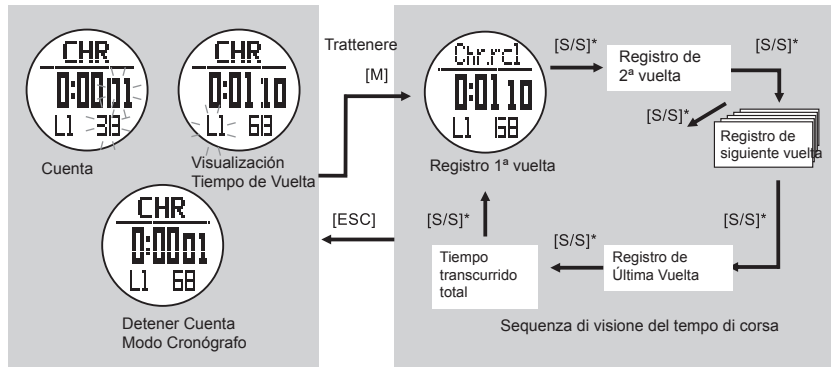 CHR
0:00 01
L1 39
Cuenta
CHR
0:01 10
L1 68
Visualización
Tiempo de Vuelta
CHR
0:00 01
L1 68
Detener Cuenta
Modo Cronógrafo
Trattenere
[M]
[ESC]
Chr.rcl
0:01 10
L1 68
Registro 1ª vuelta
[S/S]*
Registro de
2ª vuelta
[S/S]*
[S/S]*
Registro de
siguiente vuelta
[S/S]*
Registro de
Última Vuelta
[S/S]*
Tiempo
transcurrido
total
[S/S]*
Sequenza di visione del tempo di corsa